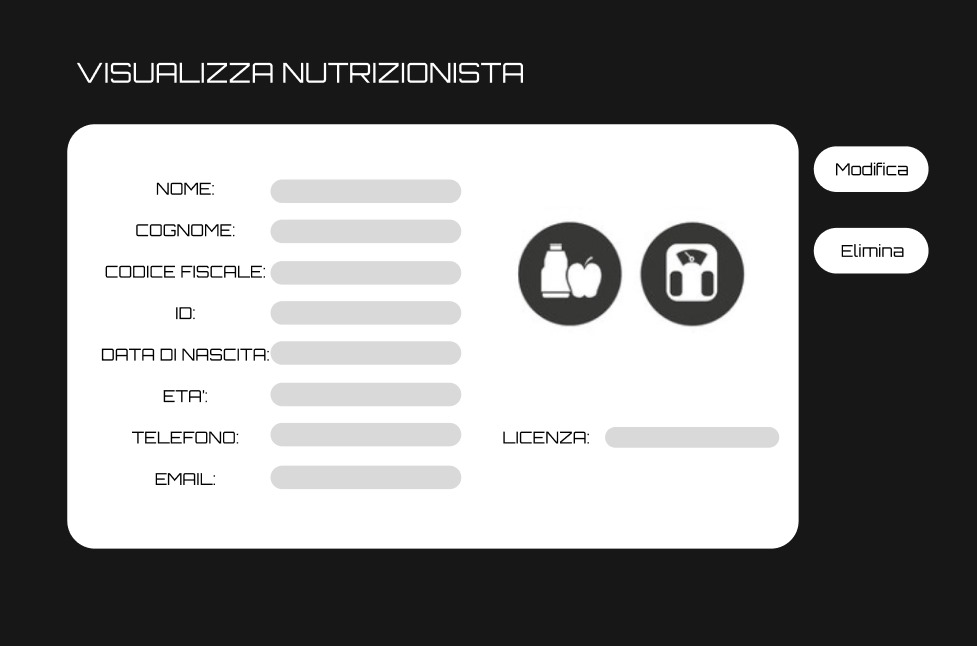 VISUALIZZA NUTRIZIONISTA
NOME:
COGNOME:
CODICE FISCALE:
ID:
DATA DI NASCITA:
ETA':
TELEFONO:
EMAIL:
LICENZA:
Modifica
Elimina